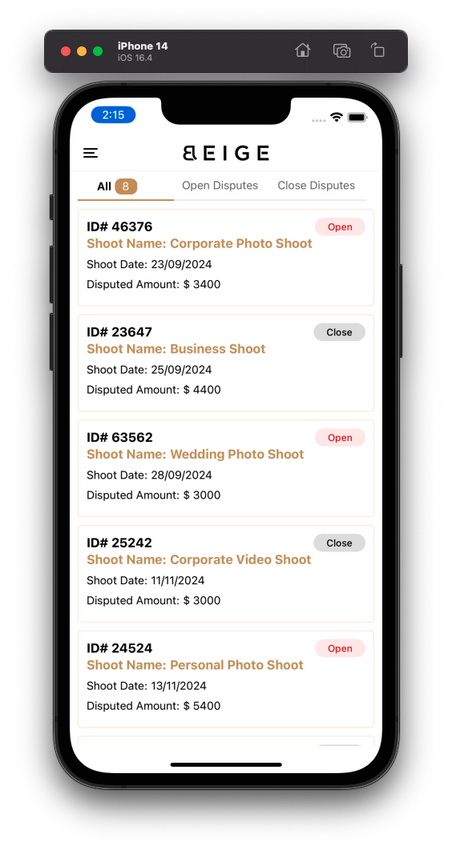 iPhone 14
iOS 16.4
2:15
BEIGE
All 8 Open Disputes Close Disputes
ID# 46376 Open
Shoot Name: Corporate Photo Shoot
Shoot Date: 23/09/2024
Disputed Amount: $ 3400
ID# 23647 Close
Shoot Name: Business Shoot
Shoot Date: 25/09/2024
Disputed Amount: $ 4400
ID# 63562 Open
Shoot Name: Wedding Photo Shoot
Shoot Date: 28/09/2024
Disputed Amount: $ 3000
ID# 25242 Close
Shoot Name: Corporate Video Shoot
Shoot Date: 11/11/2024
Disputed Amount: $ 3000
ID# 24524 Open
Shoot Name: Personal Photo Shoot
Shoot Date: 13/11/2024
Disputed Amount: $ 5400